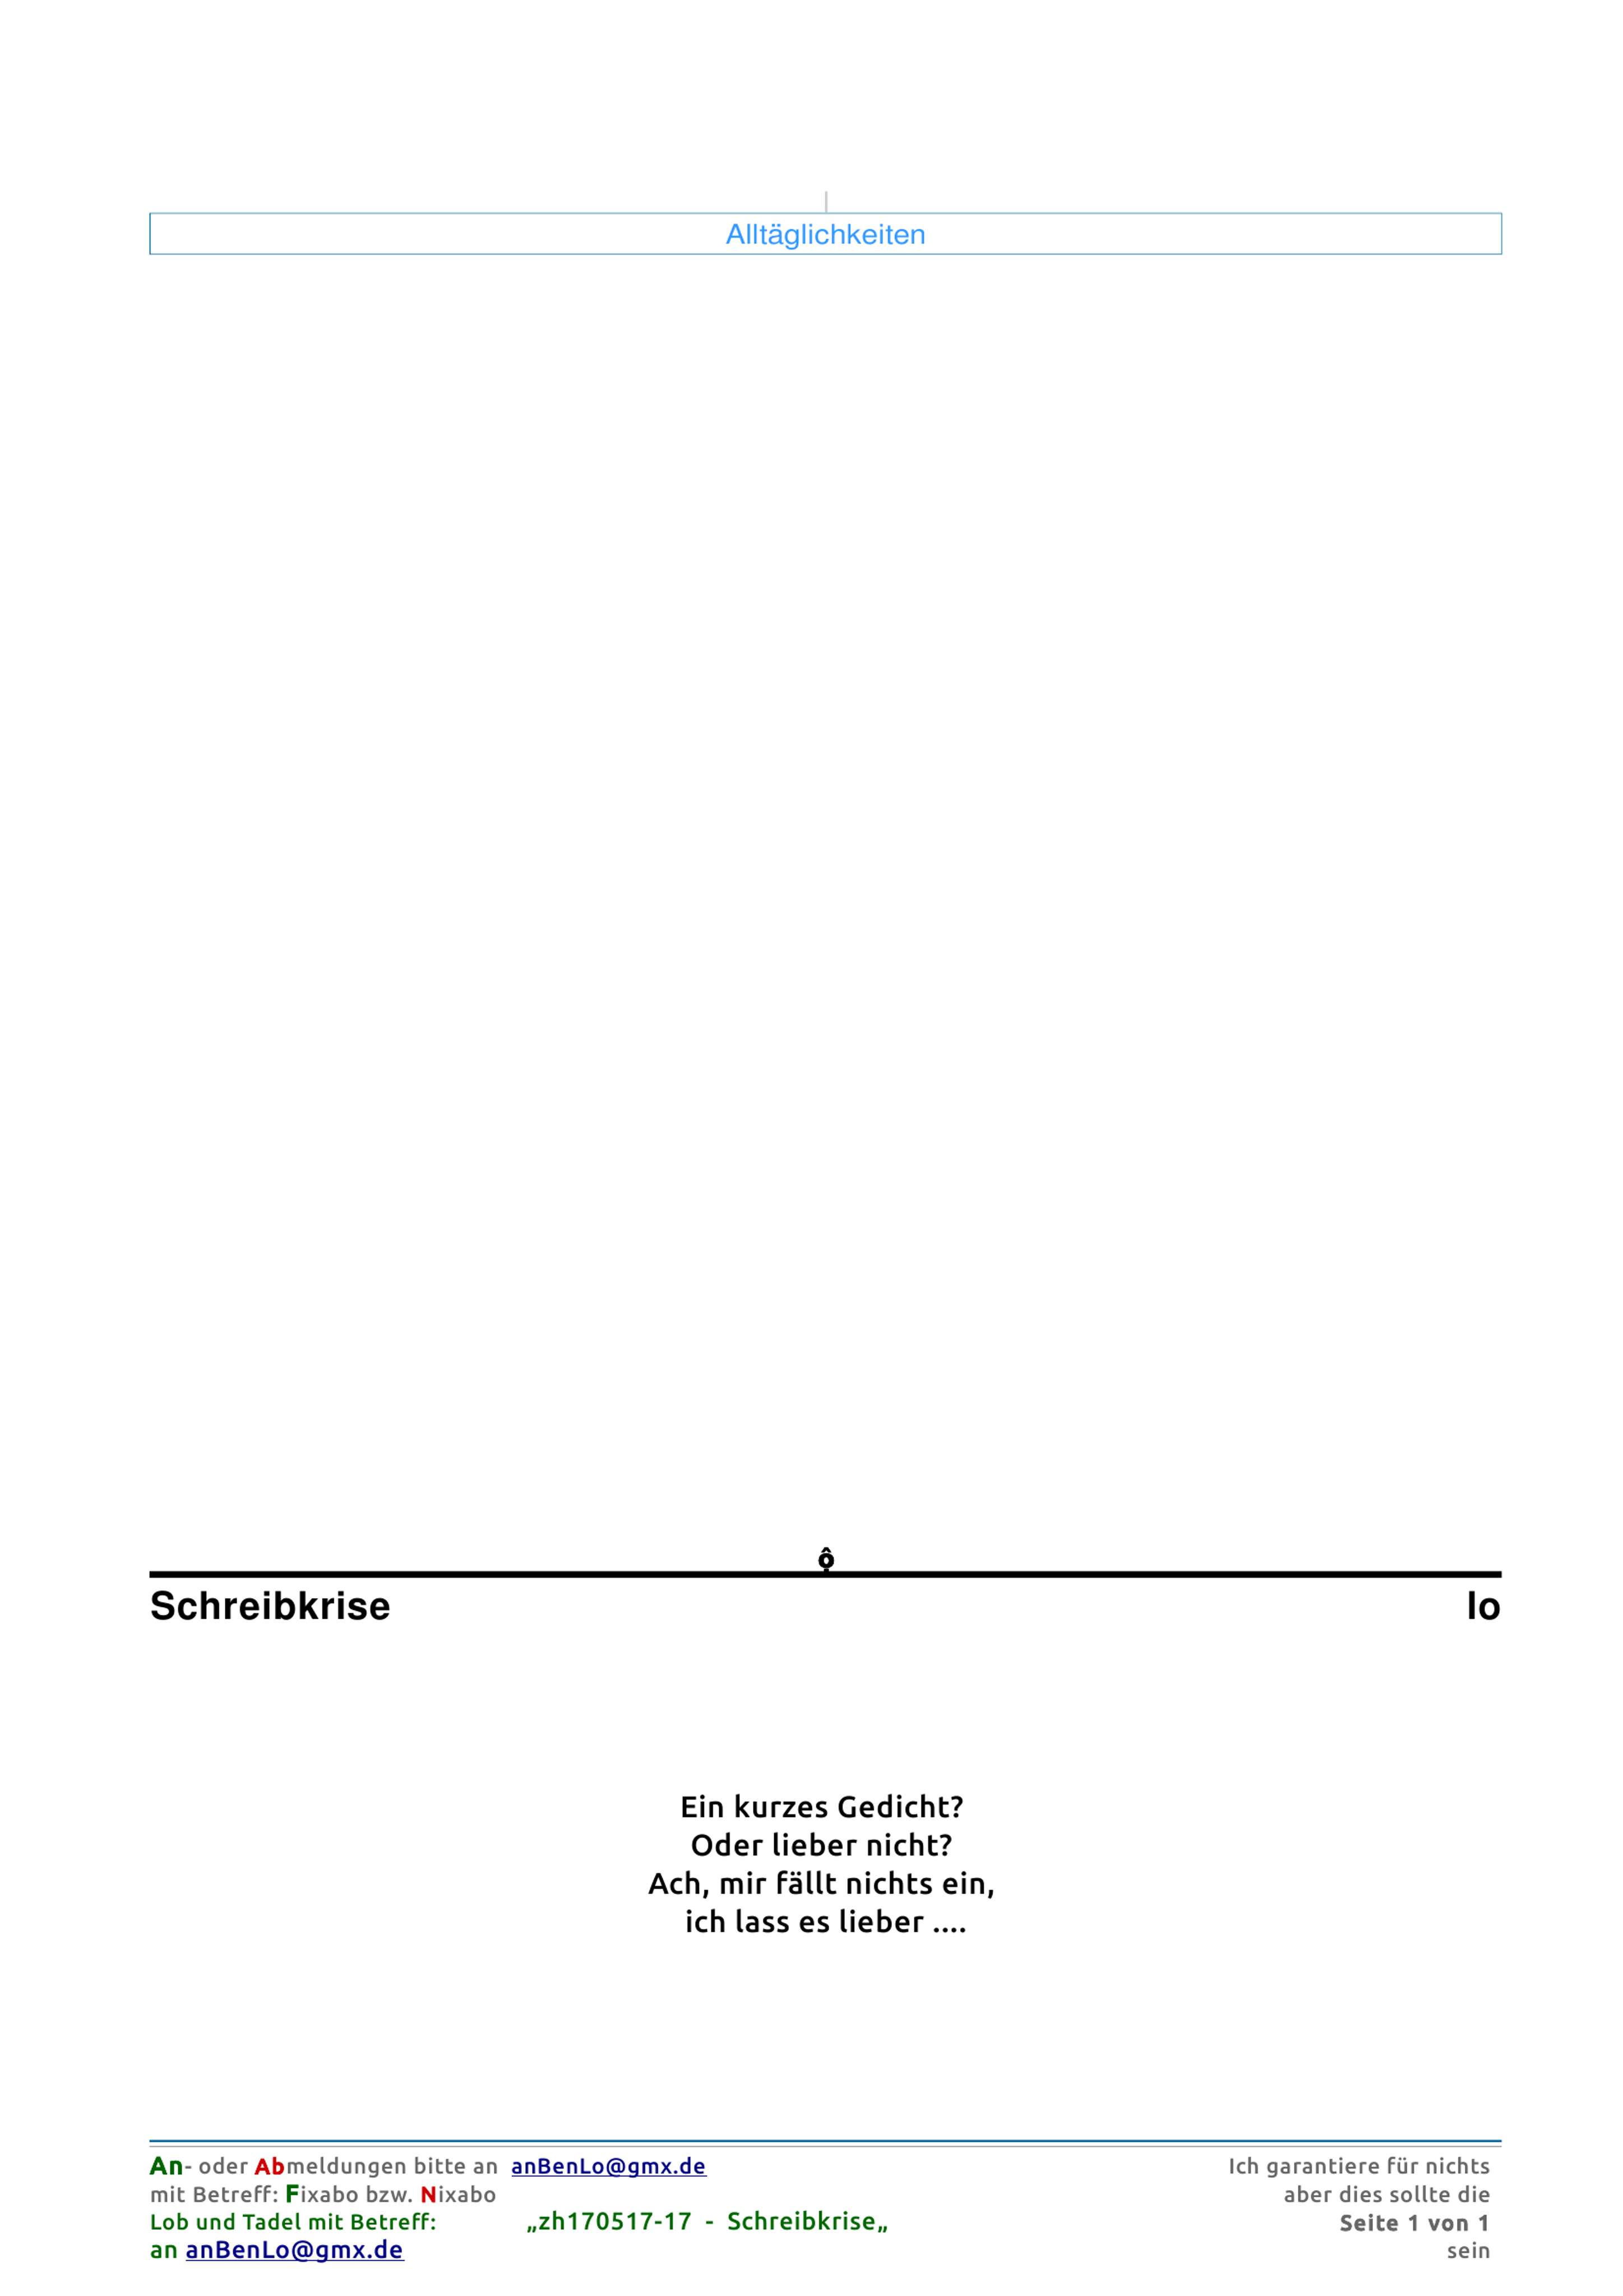 Alltäglichkeiten
ộ
Schreibkrise lo
Ein kurzes Gedicht?
Oder lieber nicht?
Ach, mir fällt nichts ein,
ich lass es lieber ....
An- oder Abmeldungen bitte an anBenLo@gmx.de
mit Betreff: Fixabo bzw. Nixabo
Lob und Tadel mit Betreff: „zh170517-17 - Schreibkrise„
an anBenLo@gmx.de
Ich garantiere für nichts
aber dies sollte die
Seite 1 von 1
sein